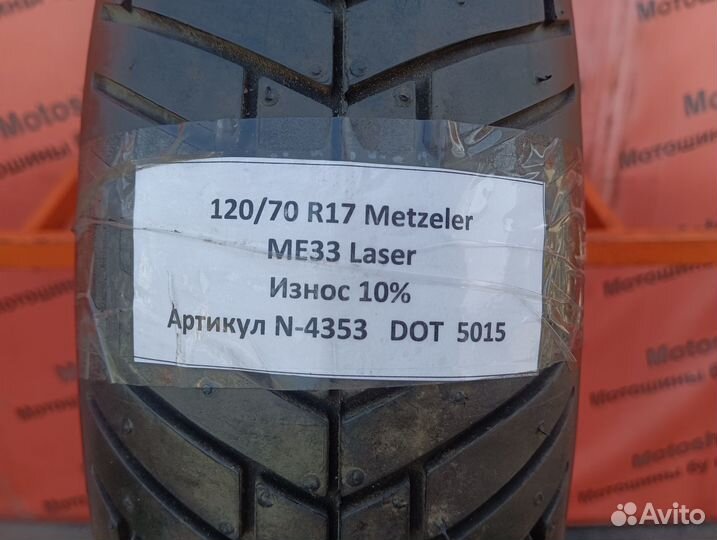 120/70 R17 Metzeler
ME33 Laser
Износ 10%
Артикул N-4353 DOT 5015
Avito